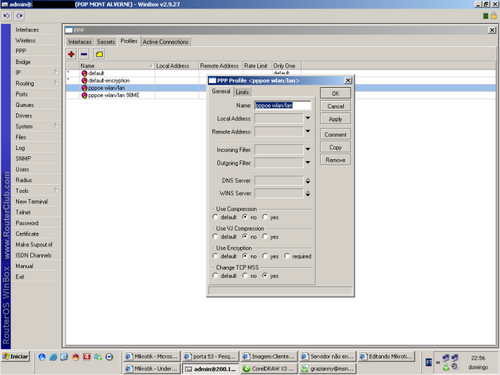 admin@ (POP MONT ALVERNE) - WinBox v2.9.27
Interfaces
Wireless
PPP
Bridge
IP
Routing
Ports
Queues
Drivers
System
Files
Log
SNMP
Users
Radius
Tools
New Terminal
Telnet
Password
Certificate
Make Supout.rif
ISDN Channels
Manual
Exit
RouterOS WinBox www.RouterClub.com
PPP
Interfaces Secrets Profiles Active Connections
Name Local Address Remote Address Rate Limit Only One
* default default
* default-encryption
pppoe wlan/lan
pppoe wlan/lan 98ME
PPP Profile <pppoe wlan/lan>
General Limits
Name: pppoe wlan/lan
Local Address:
Remote Address:
Incoming Filter:
Outgoing Filter:
DNS Server:
WINS Server:
Use Compression
default no yes
Use VJ Compression
default no yes
Use Encryption
default no yes required
Change TCP MSS
default no yes
OK
Cancel
Apply
Comment
Copy
Remove
Iniciar
Mikrotik - Micros...
porta 53 - Pesq...
Imagem:Cliente...
Servidor não en...
Editando Mikroti...
Mikrotik - Under...
admin@200.1...
CorelDRAW X3 ...
grazianny@msn...
PT
22:56
domingo